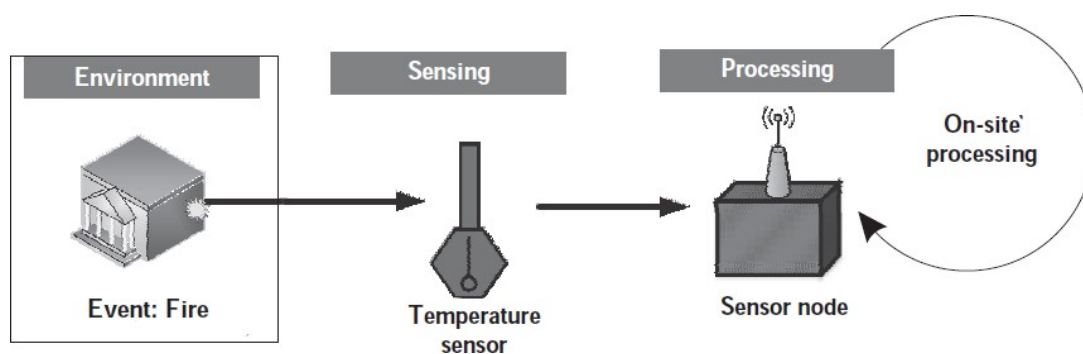 Environment
Sensing
Processing
On-site`
processing
Event: Fire
Temperature
sensor
Sensor node